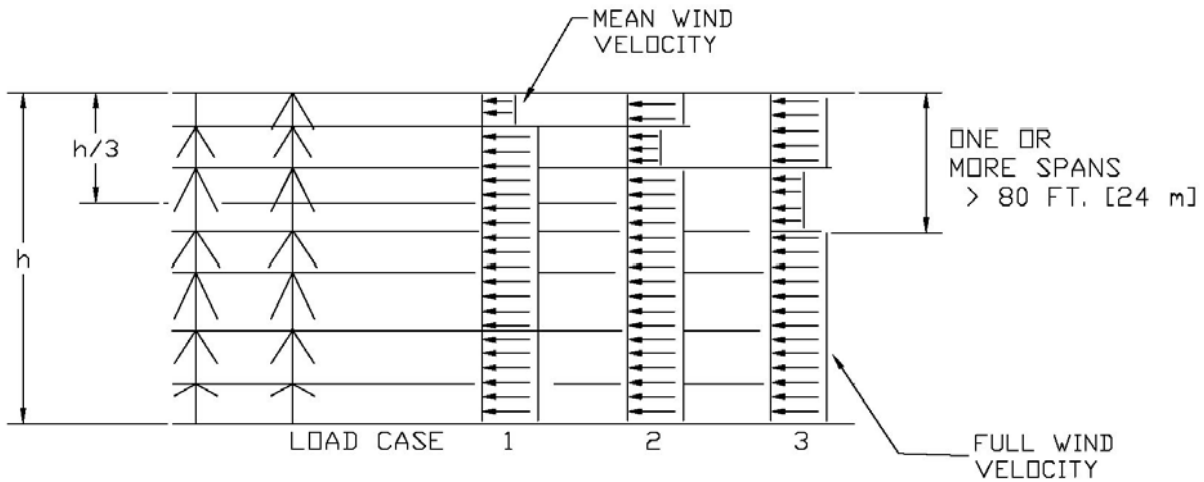 MEAN WIND
VELOCITY
h/3
h
ONE OR
MORE SPANS
> 80 FT. [24 m]
LOAD CASE 1 2 3
FULL WIND
VELOCITY